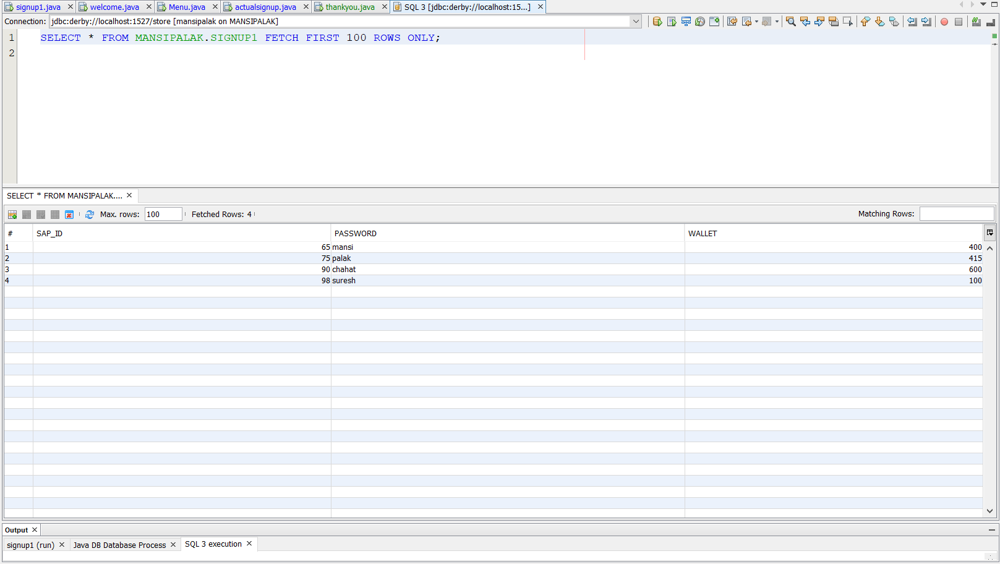 signup1.java welcome.java Menu.java actualsignup.java thankyou.java SQL 3 [jdbc:derby://localhost:15...]
Connection: jdbc:derby://localhost:1527/store [mansipalak on MANSIPALAK]
1 SELECT * FROM MANSIPALAK.SIGNUP1 FETCH FIRST 100 ROWS ONLY;
2
SELECT * FROM MANSIPALAK....
Max. rows: 100 Fetched Rows: 4 Matching Rows:
# SAP_ID PASSWORD WALLET
1 65 mansi 400
2 75 palak 415
3 90 chahat 600
4 98 suresh 100
Output
signup1 (run) Java DB Database Process SQL 3 execution